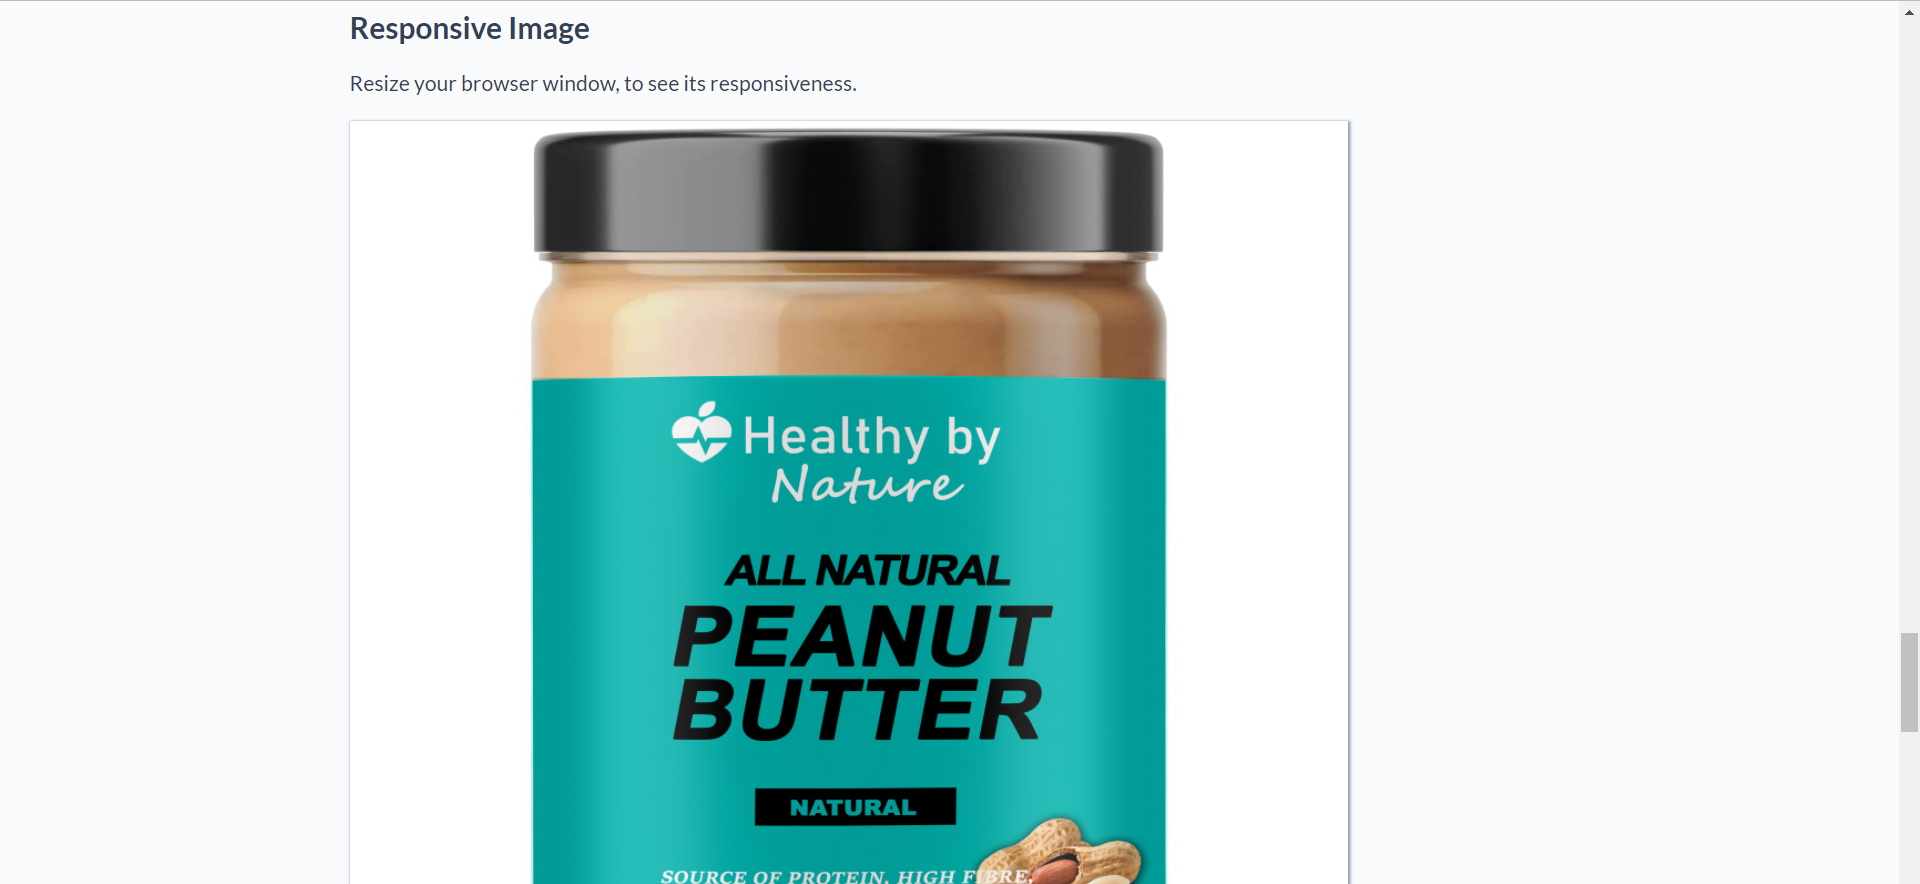 Responsive Image
Resize your browser window, to see its responsiveness.
Healthy by
Nature
ALL NATURAL
PEANUT
BUTTER
NATURAL
SOURCE OF PROTEIN, HIGH FIBRE,